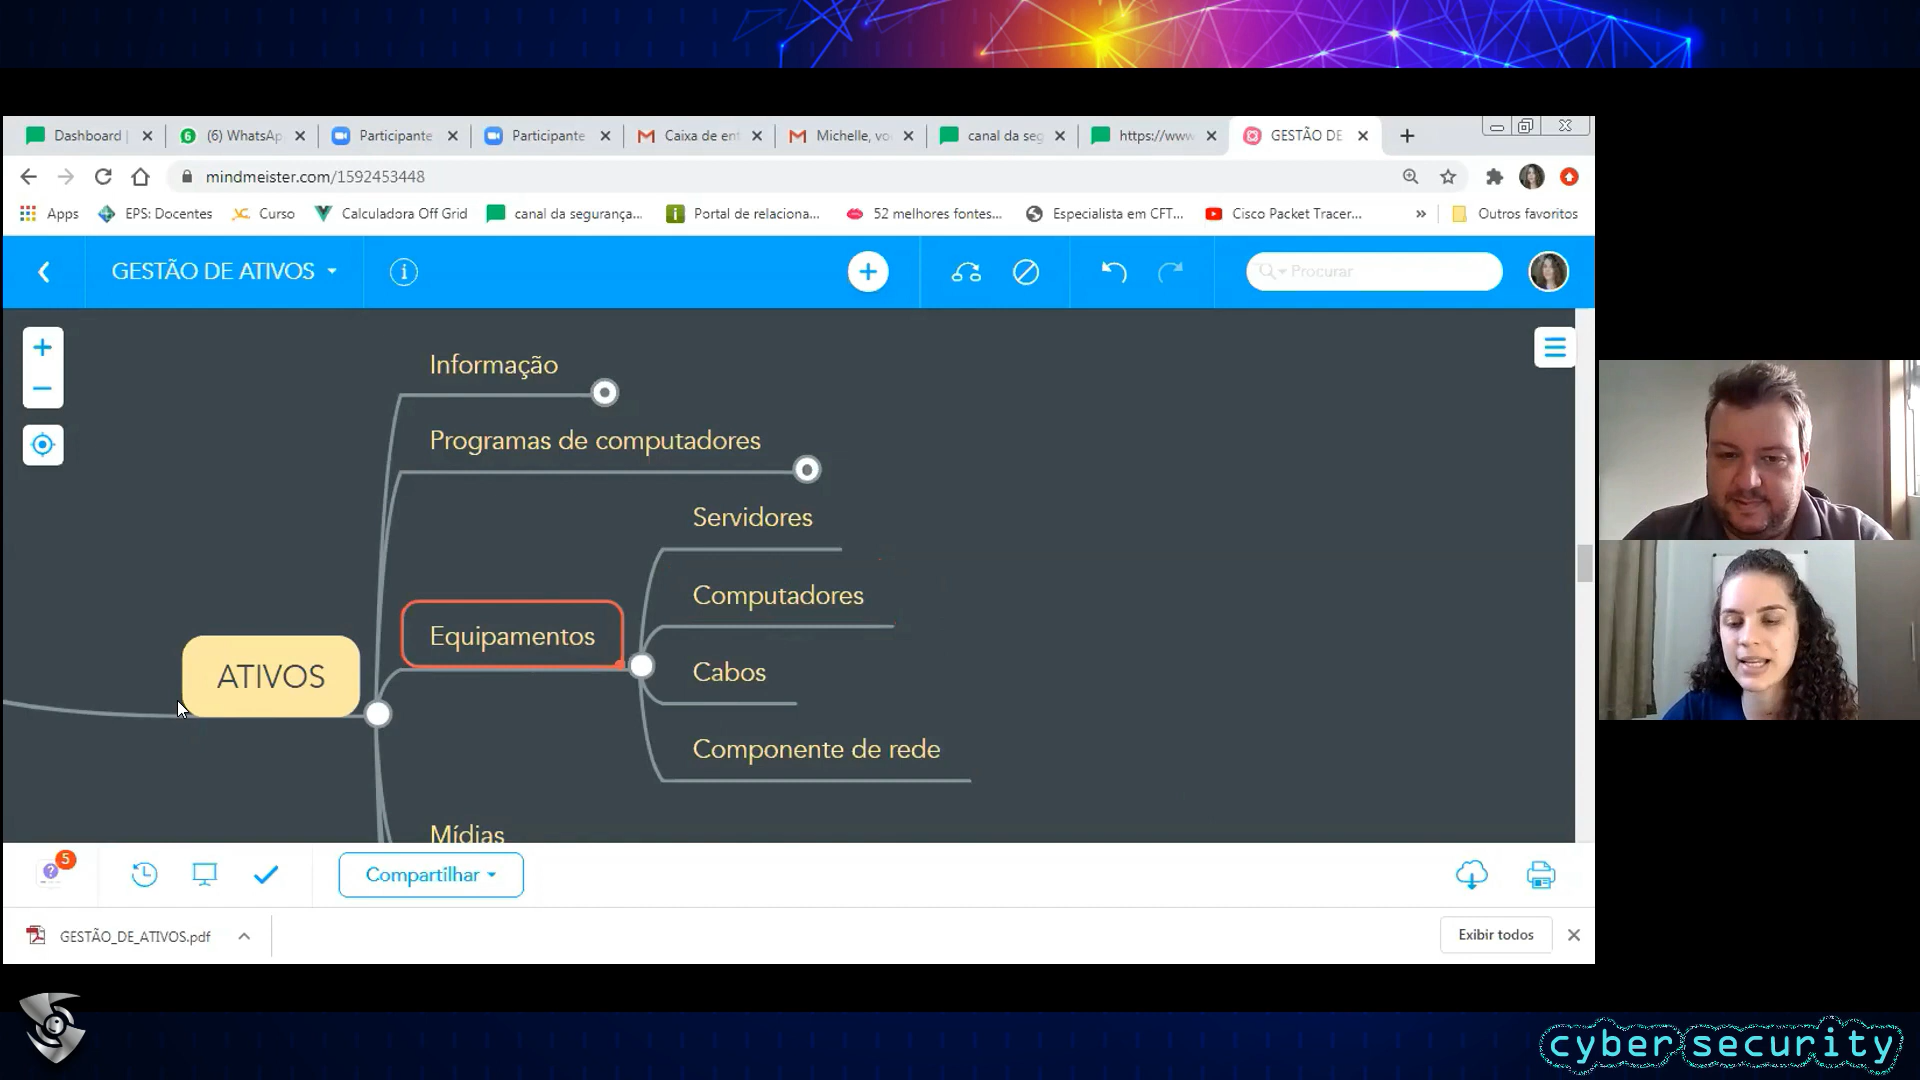 Dashboard |
(6) WhatsAp
Participante
Participante
Caixa de en
Michelle, vo
canal da seg
https://www
GESTÃO DE
mindmeister.com/1592453448
Apps
EPS: Docentes
Curso
Calculadora Off Grid
canal da segurança...
Portal de relaciona...
52 melhores fontes...
Especialista em CFT...
Cisco Packet Tracer...
»
Outros favoritos
GESTÃO DE ATIVOS
Procurar
Informação
Programas de computadores
Servidores
Computadores
Equipamentos
ATIVOS
Cabos
Componente de rede
Mídias
5
Compartilhar
GESTÃO_DE_ATIVOS.pdf
Exibir todos
cyber security